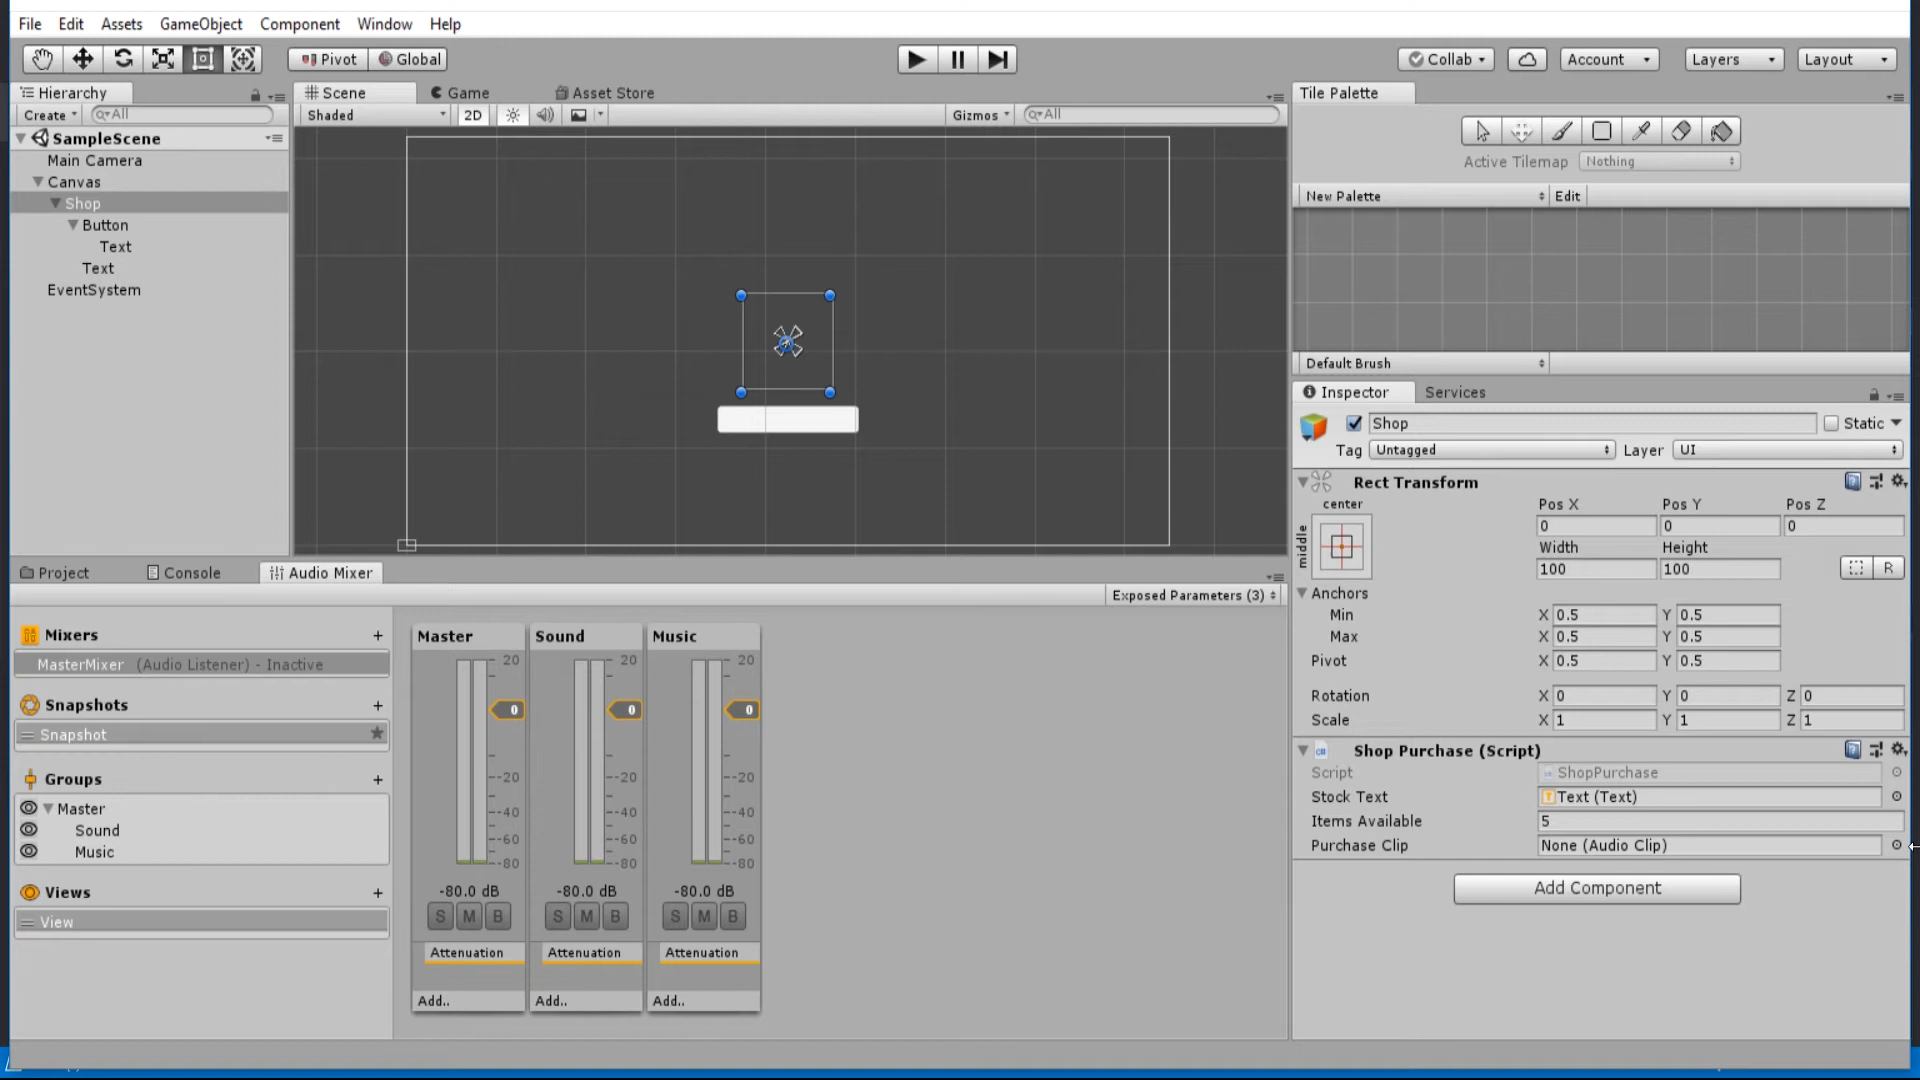 File Edit Assets GameObject Component Window Help
Pivot Global Collab Account Layers Layout
Hierarchy
Create All
SampleScene
Main Camera
Canvas
Shop
Button
Text
Text
EventSystem
Scene Game Asset Store
Shaded 2D Gizmos All
Tile Palette
Active Tilemap Nothing
New Palette Edit
Default Brush
Inspector Services
Shop Static
Tag Untagged Layer UI
Rect Transform
center Pos X Pos Y Pos Z
middle 0 0 0
Width Height
100 100 R
Anchors
Min X 0.5 Y 0.5
Max X 0.5 Y 0.5
Pivot X 0.5 Y 0.5
Rotation X 0 Y 0 Z 0
Scale X 1 Y 1 Z 1
Shop Purchase (Script)
Script ShopPurchase
Stock Text Text (Text)
Items Available 5
Purchase Clip None (Audio Clip)
Add Component
Project Console Audio Mixer
Exposed Parameters (3)
Mixers +
MasterMixer (Audio Listener) - Inactive
Snapshots +
Snapshot
Groups +
Master
Sound
Music
Views +
View
Master Sound Music
20 20 20
0 0 0
-20 -20 -20
-40 -40 -40
-60 -60 -60
-80 -80 -80
-80.0 dB -80.0 dB -80.0 dB
S M B S M B S M B
Attenuation Attenuation Attenuation
Add.. Add.. Add..